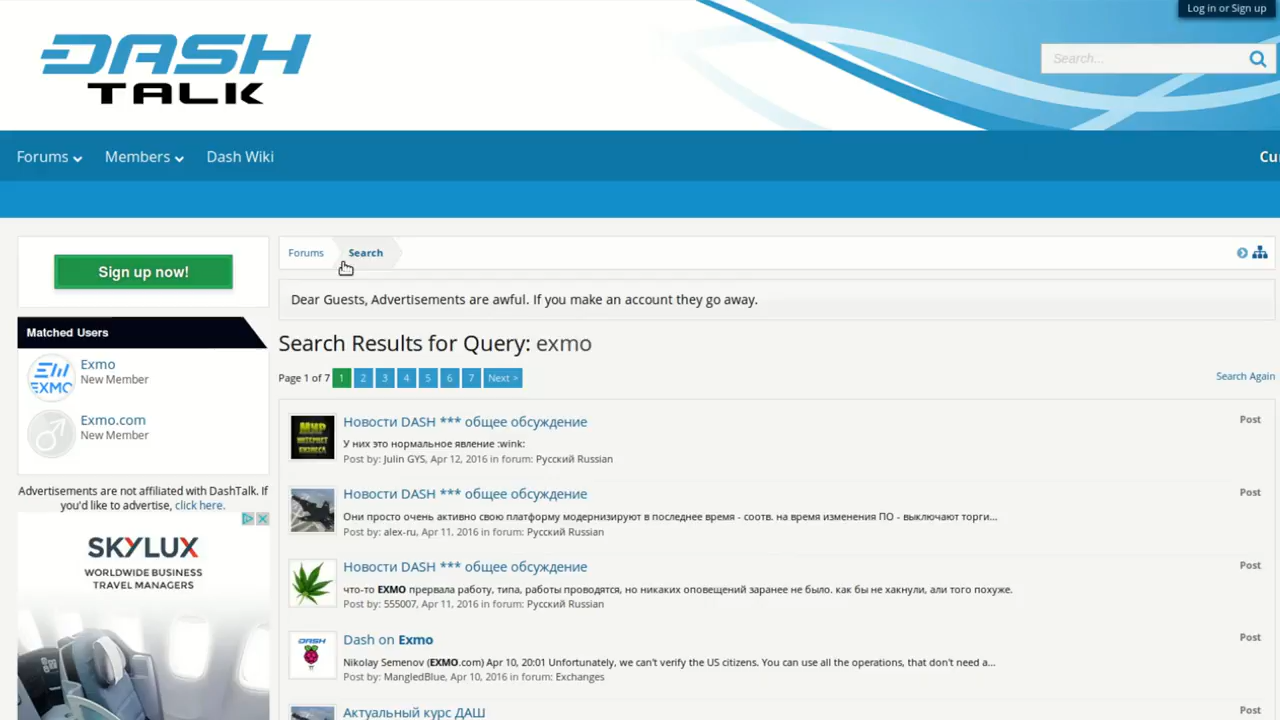 Log in or Sign up
DASH
TALK
Search...
Forums Members Dash Wiki
Sign up now!
Forums Search
Dear Guests, Advertisements are awful. If you make an account they go away.
Matched Users
Exmo
New Member
EXMO
Exmo.com
New Member
Advertisements are not affiliated with DashTalk. If
you'd like to advertise, click here.
SKYLUX
WORLDWIDE BUSINESS
TRAVEL MANAGERS
Search Results for Query: exmo
Page 1 of 7 1 2 3 4 5 6 7 Next >
Search Again
Новости DASH *** общее обсуждение
Post
МИР
ИНТЕРНЕТ
БИЗНЕСА
У них это нормальное явление :wink:
Post by: Julin GYS, Apr 12, 2016 in forum: Русский Russian
Новости DASH *** общее обсуждение
Post
Они просто очень активно свою платформу модернизируют в последнее время - соотв. на время изменения ПО - выключают торги...
Post by: alex-ru, Apr 11, 2016 in forum: Русский Russian
Новости DASH *** общее обсуждение
Post
что-то EXMO прервала работу, типа, работы проводятся, но никаких оповещений заранее не было. как бы не хакнули, али того похуже.
Post by: 555007, Apr 11, 2016 in forum: Русский Russian
Dash on Exmo
Post
DASH
Nikolay Semenov (EXMO.com) Apr 10, 20:01 Unfortunately, we can't verify the US citizens. You can use all the operations, that don't need a...
Post by: MangledBlue, Apr 10, 2016 in forum: Exchanges
Актуальный курс ДАШ
Post